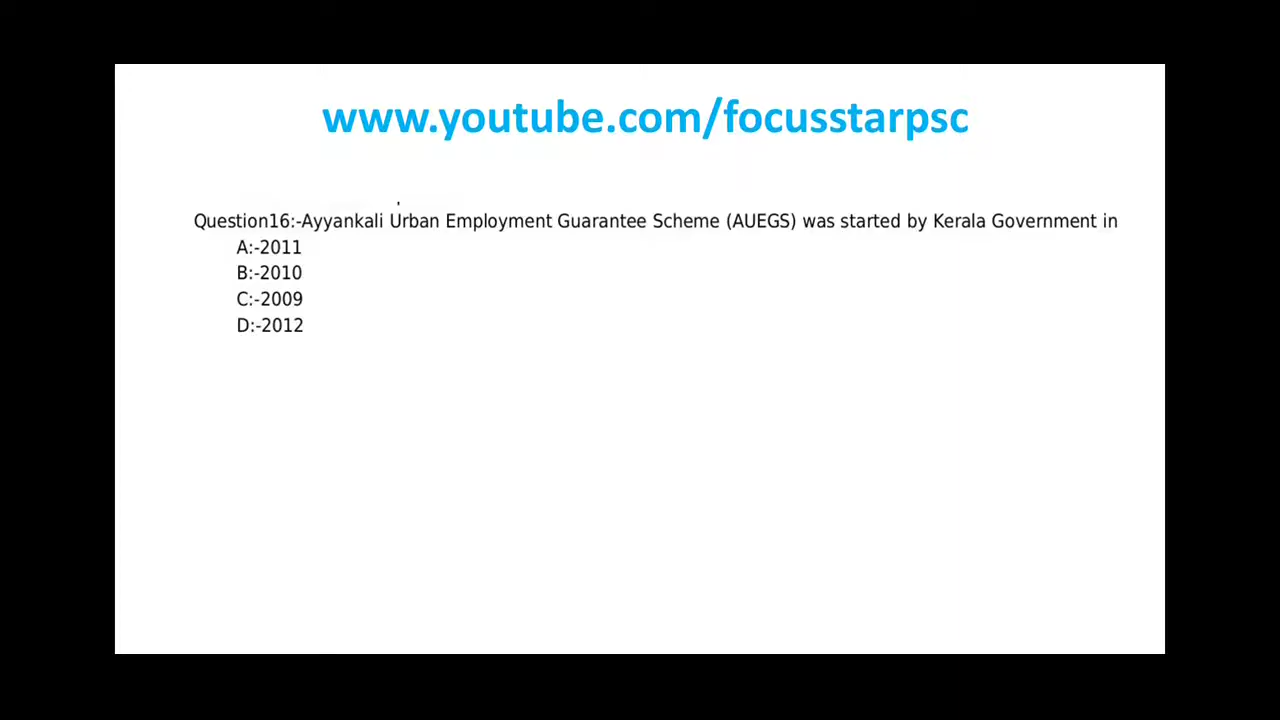 www.youtube.com/focusstarpsc
Question16:-Ayyankali Urban Employment Guarantee Scheme (AUEGS) was started by Kerala Government in
A:-2011
B:-2010
C:-2009
D:-2012